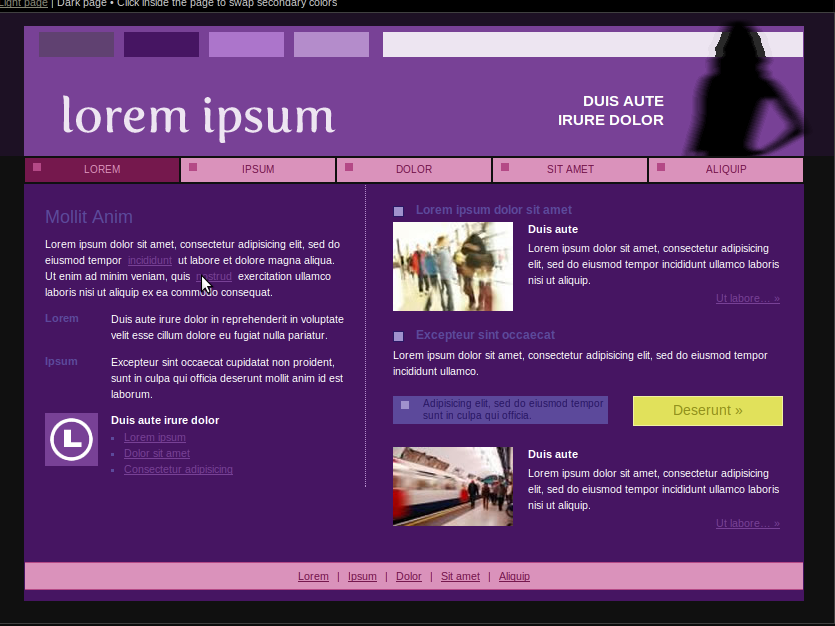 Light page | Dark page • Click inside the page to swap secondary colors
lorem ipsum
DUIS AUTE
IRURE DOLOR
LOREM
IPSUM
DOLOR
SIT AMET
ALIQUIP
Mollit Anim
Lorem ipsum dolor sit amet, consectetur adipisicing elit, sed do
eiusmod tempor incididunt ut labore et dolore magna aliqua.
Ut enim ad minim veniam, quis nostrud exercitation ullamco
laboris nisi ut aliquip ex ea commodo consequat.
Lorem
Duis aute irure dolor in reprehenderit in voluptate
velit esse cillum dolore eu fugiat nulla pariatur.
Ipsum
Excepteur sint occaecat cupidatat non proident,
sunt in culpa qui officia deserunt mollit anim id est
laborum.
L
Duis aute irure dolor
Lorem ipsum
Dolor sit amet
Consectetur adipisicing
Lorem ipsum dolor sit amet
Duis aute
Lorem ipsum dolor sit amet, consectetur adipisicing
elit, sed do eiusmod tempor incididunt ullamco laboris
nisi ut aliquip.
Ut labore... »
Excepteur sint occaecat
Lorem ipsum dolor sit amet, consectetur adipisicing elit, sed do eiusmod tempor
incididunt ullamco.
Adipisicing elit, sed do eiusmod tempor
sunt in culpa qui officia.
Deserunt »
Duis aute
Lorem ipsum dolor sit amet, consectetur adipisicing
elit, sed do eiusmod tempor incididunt ullamco laboris
nisi ut aliquip.
Ut labore... »
Lorem | Ipsum | Dolor | Sit amet | Aliquip